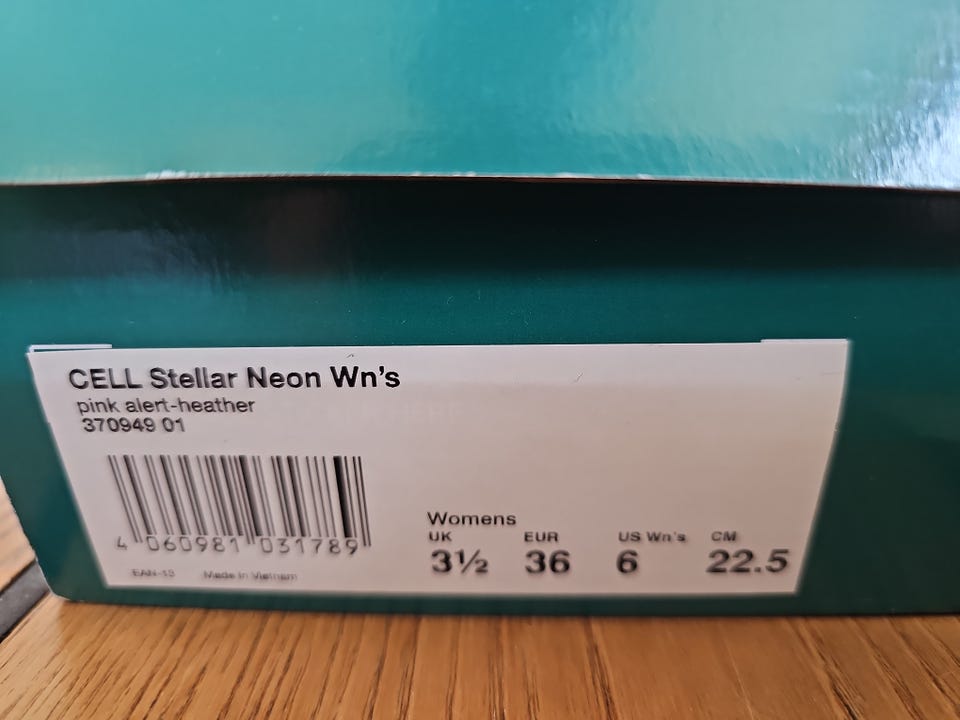 CELL Stellar Neon Wn's
pink alert-heather
370949 01
4 060981 031789
EAN-13 Made in Vietnam
Womens
UK EUR US Wn's CM
3½ 36 6 22.5